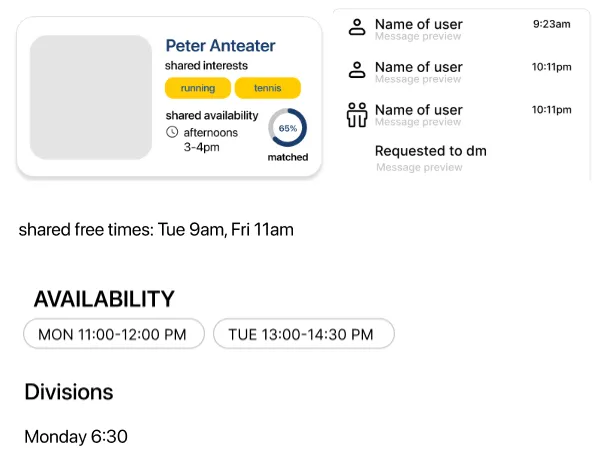 Peter Anteater
shared interests
running tennis
shared availability
afternoons
3-4pm
65%
matched
Name of user 9:23am
Message preview
Name of user 10:11pm
Message preview
Name of user 10:11pm
Message preview
Requested to dm
Message preview
shared free times: Tue 9am, Fri 11am
AVAILABILITY
MON 11:00-12:00 PM TUE 13:00-14:30 PM
Divisions
Monday 6:30